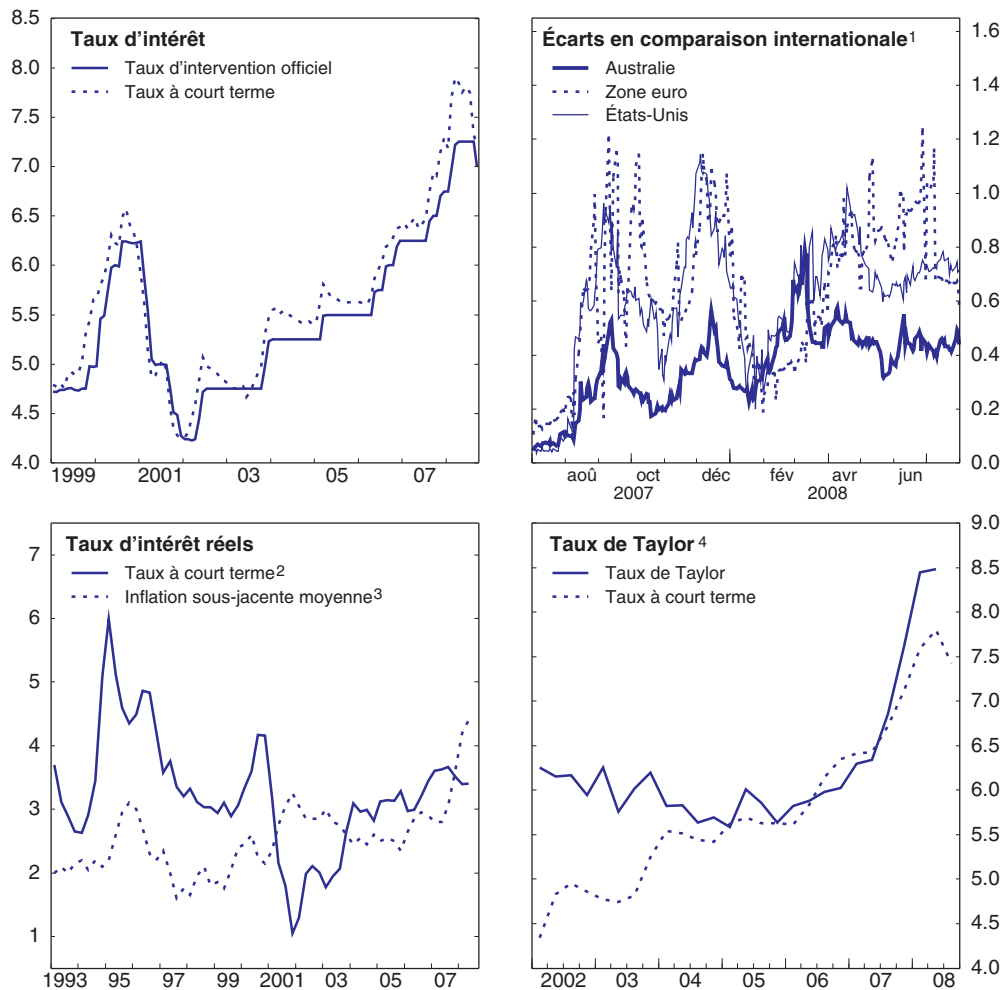 Taux d'intérêt
Taux d'intervention officiel
Taux à court terme
8.5
8.0
7.5
7.0
6.5
6.0
5.5
5.0
4.5
4.0
1999 2001 03 05 07
Écarts en comparaison internationale1
Australie
Zone euro
États-Unis
1.6
1.4
1.2
1.0
0.8
0.6
0.4
0.2
0.0
aoû oct déc fév avr jun
2007 2008
Taux d'intérêt réels
Taux à court terme2
Inflation sous-jacente moyenne3
7
6
5
4
3
2
1
1993 95 97 99 2001 03 05 07
Taux de Taylor 4
Taux de Taylor
Taux à court terme
9.0
8.5
8.0
7.5
7.0
6.5
6.0
5.5
5.0
4.5
4.0
2002 03 04 05 06 07 08